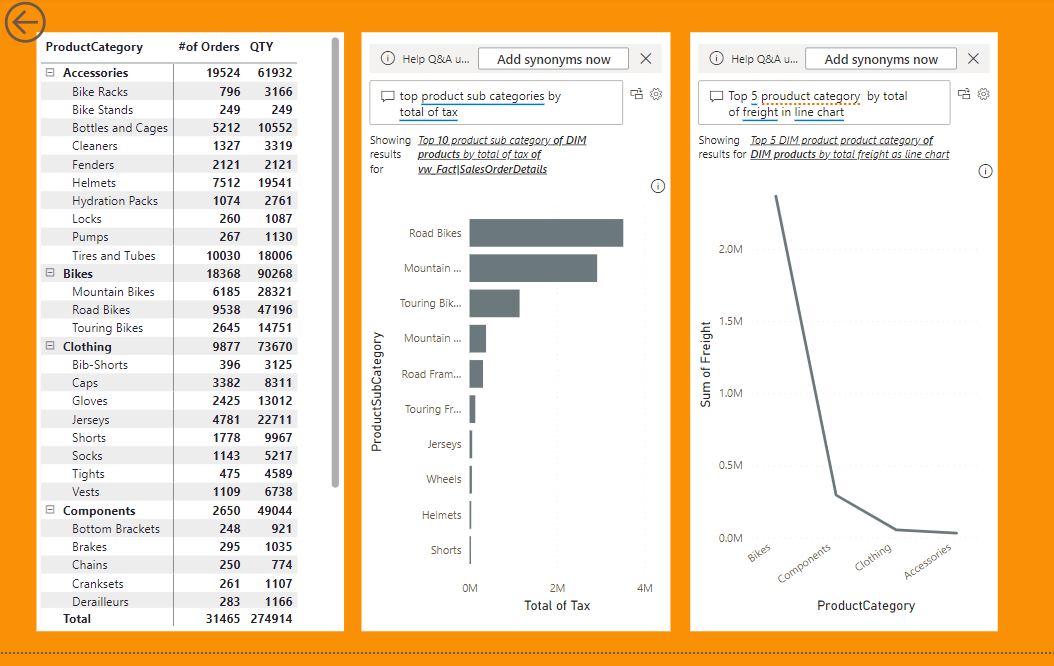 ProductCategory #of Orders QTY
Accessories 19524 61932
Bike Racks 796 3166
Bike Stands 249 249
Bottles and Cages 5212 10552
Cleaners 1327 3319
Fenders 2121 2121
Helmets 7512 19541
Hydration Packs 1074 2761
Locks 260 1087
Pumps 267 1130
Tires and Tubes 10030 18006
Bikes 18368 90268
Mountain Bikes 6185 28321
Road Bikes 9538 47196
Touring Bikes 2645 14751
Clothing 9877 73670
Bib-Shorts 396 3125
Caps 3382 8311
Gloves 2425 13012
Jerseys 4781 22711
Shorts 1778 9967
Socks 1143 5217
Tights 475 4589
Vests 1109 6738
Components 2650 49044
Bottom Brackets 248 921
Brakes 295 1035
Chains 250 774
Cranksets 261 1107
Derailleurs 283 1166
Total 31465 274914
Help Q&A u... Add synonyms now
top product sub categories by
total of tax
Showing results for
Top 10 product sub category of DIM
products by total of tax of
vw_Fact|SalesOrderDetails
ProductSubCategory
Road Bikes
Mountain ...
Touring Bik...
Mountain ...
Road Fram...
Touring Fr...
Jerseys
Wheels
Helmets
Shorts
0M 2M 4M
Total of Tax
Help Q&A u... Add synonyms now
Top 5 prouduct category by total
of freight in line chart
Showing results for
Top 5 DIM product product category of
DIM products by total freight as line chart
Sum of Freight
2.0M
1.5M
1.0M
0.5M
0.0M
Bikes Components Clothing Accessories
ProductCategory